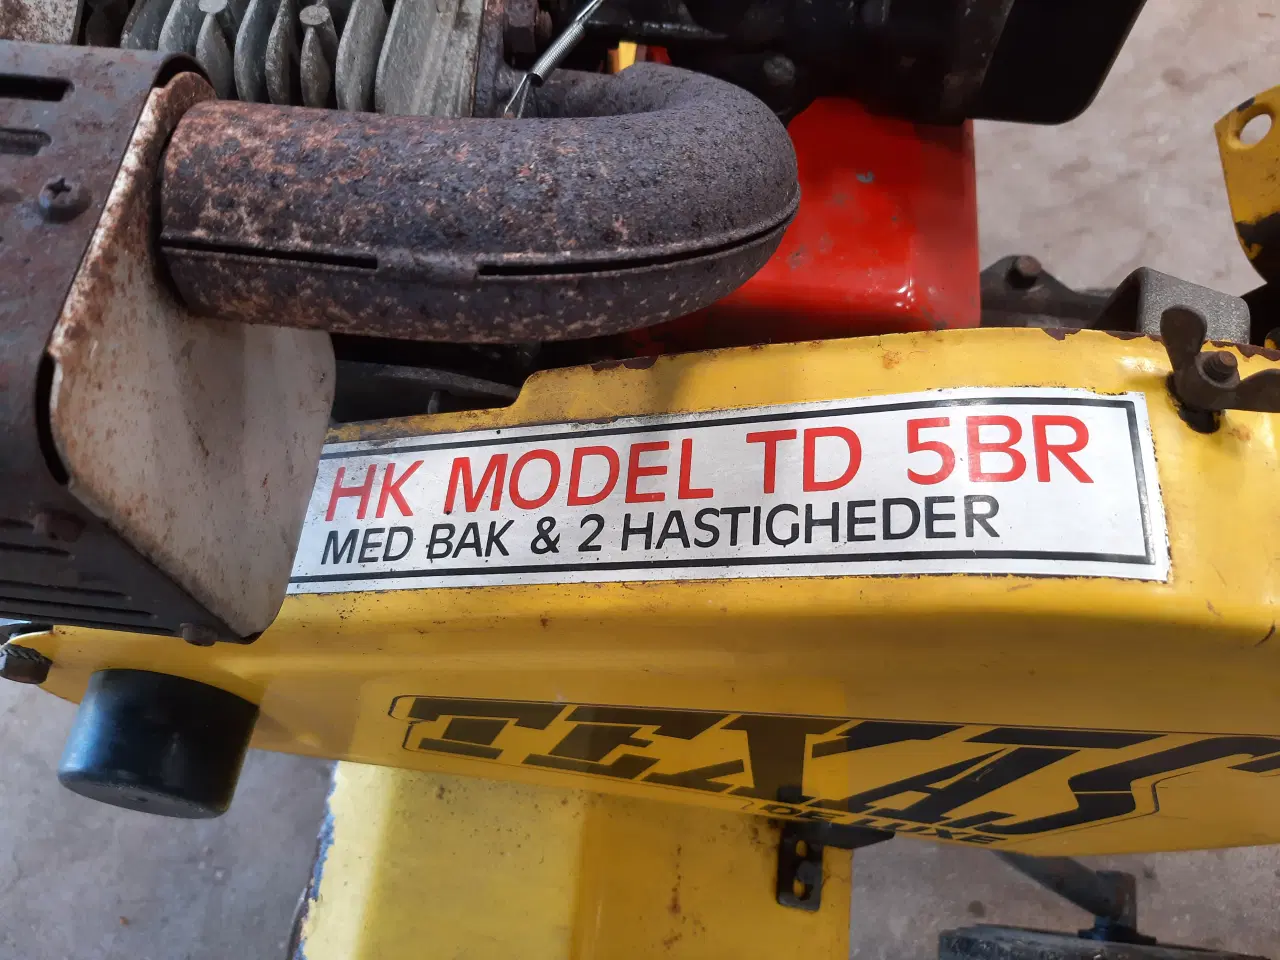 HK MODEL TD 5BR
MED BAK & 2 HASTIGHEDER
TEXAS
DE LUXE